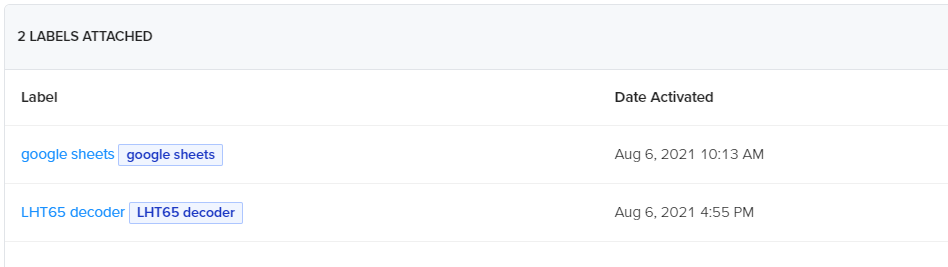 2 LABELS ATTACHED
Label Date Activated
google sheets google sheets Aug 6, 2021 10:13 AM
LHT65 decoder LHT65 decoder Aug 6, 2021 4:55 PM